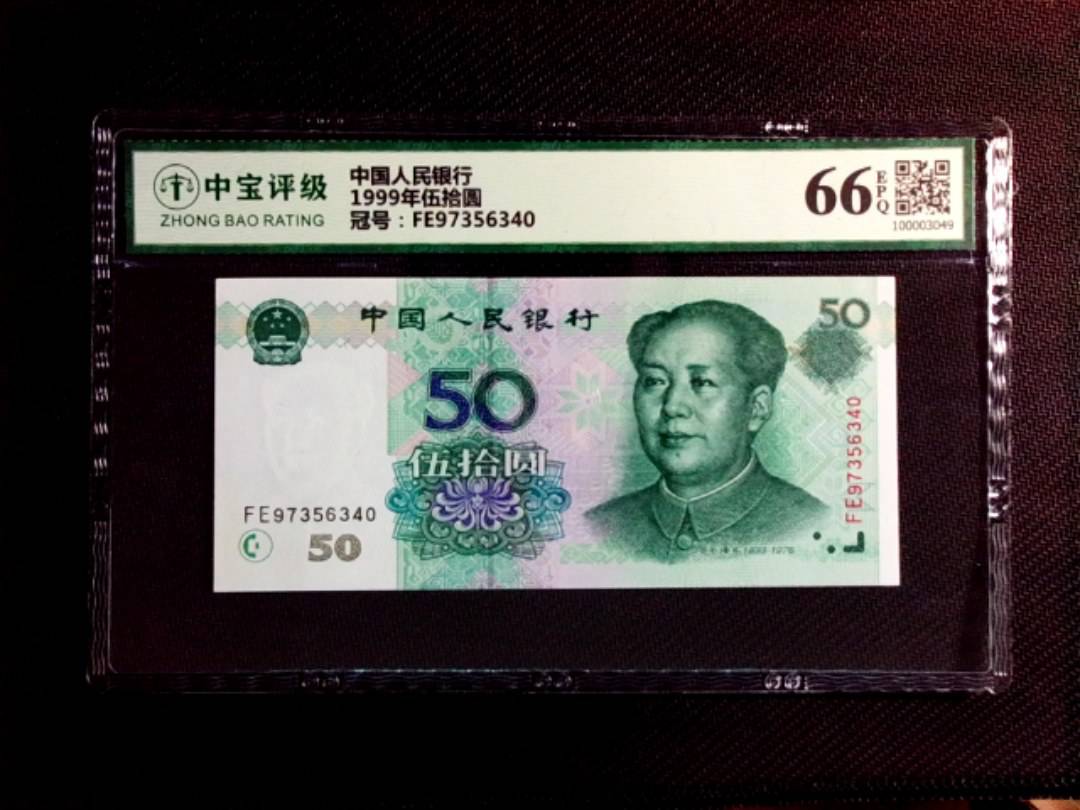 中宝评级
ZHONG BAO RATING
中国人民银行
1999年伍拾圆
冠号：FE97356340
66
EPQ
100003049
中国人民银行
50
50
伍拾圆
FE97356340
50
FE97356340